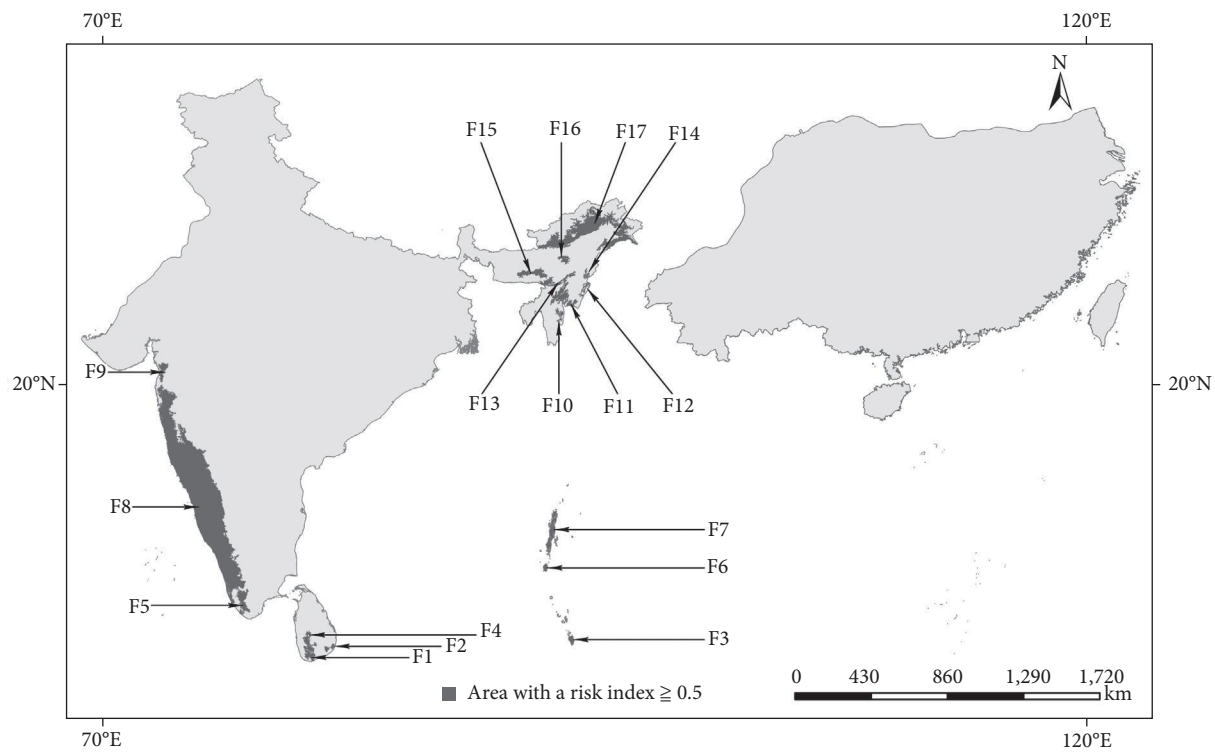 70°E 120°E
N
F15 F16 F17 F14
F9
20°N 20°N
F13 F10 F11 F12
F8
F7
F6
F5
F4
F3
F2
F1
0 430 860 1,290 1,720
km
Area with a risk index ≧ 0.5
70°E 120°E